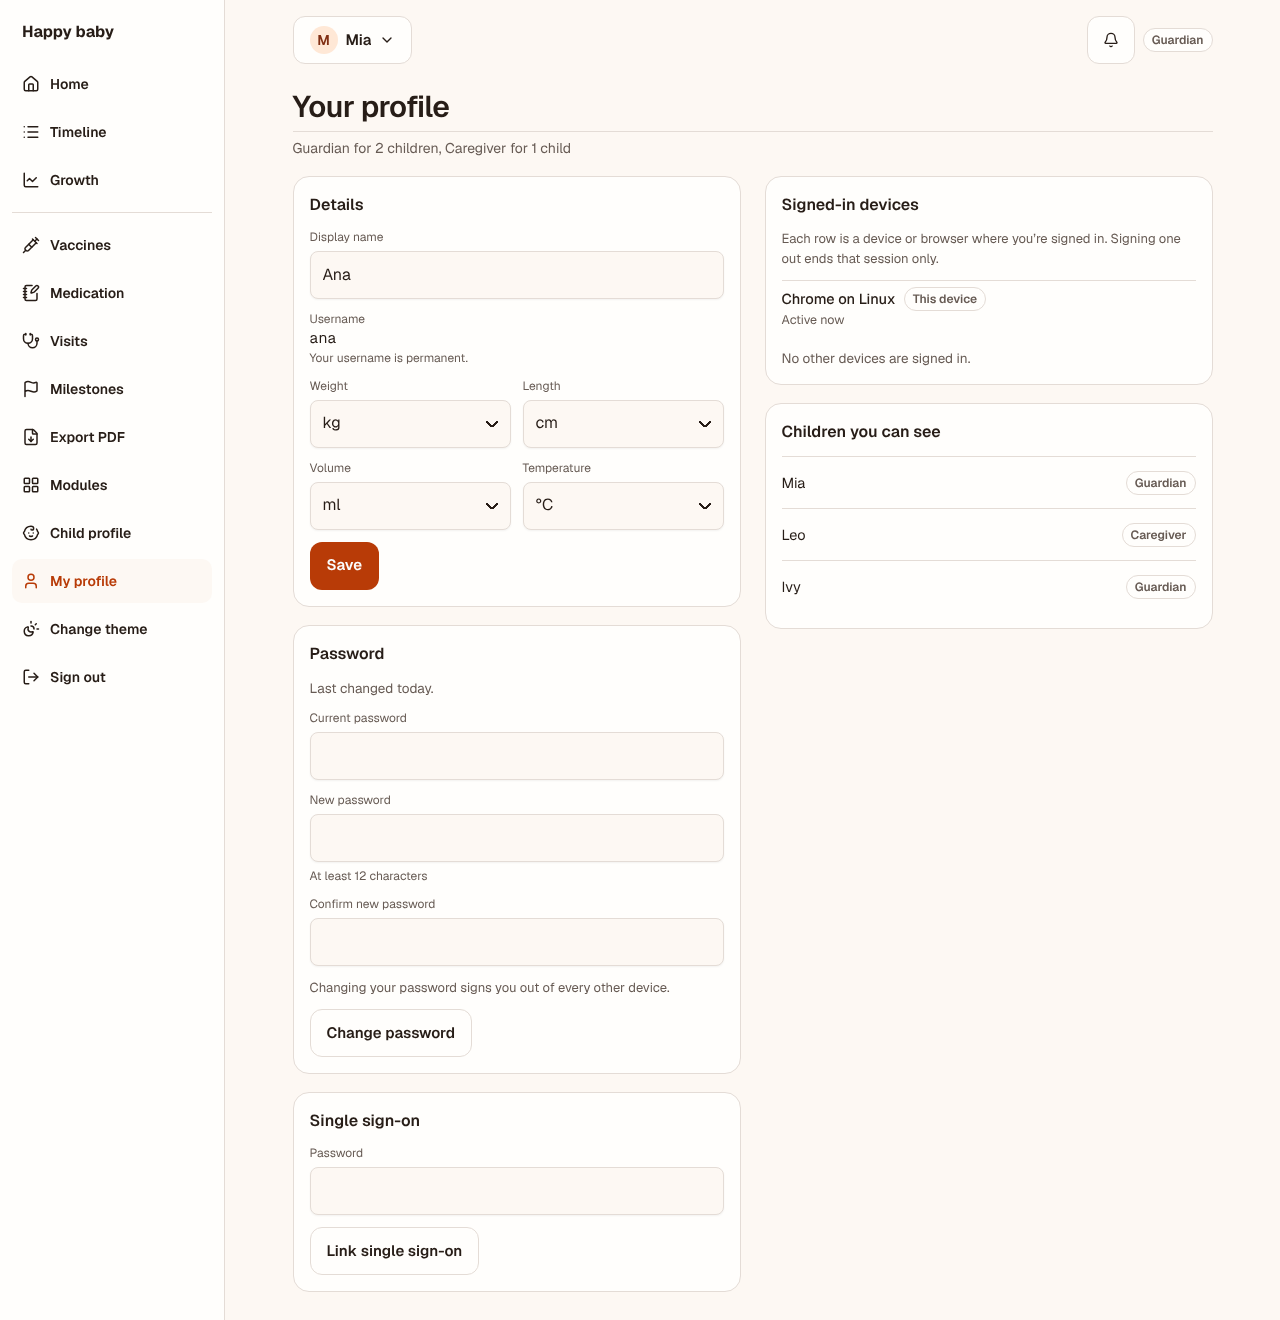 Happy baby
Home
Timeline
Growth
Vaccines
Medication
Visits
Milestones
Export PDF
Modules
Child profile
My profile
Change theme
Sign out
M Mia
Guardian
Your profile
Guardian for 2 children, Caregiver for 1 child
Details
Display name
Ana
Username
ana
Your username is permanent.
Weight Length
kg cm
Volume Temperature
ml °C
Save
Password
Last changed today.
Current password
New password
At least 12 characters
Confirm new password
Changing your password signs you out of every other device.
Change password
Single sign-on
Password
Link single sign-on
Signed-in devices
Each row is a device or browser where you're signed in. Signing one
out ends that session only.
Chrome on Linux This device
Active now
No other devices are signed in.
Children you can see
Mia Guardian
Leo Caregiver
Ivy Guardian